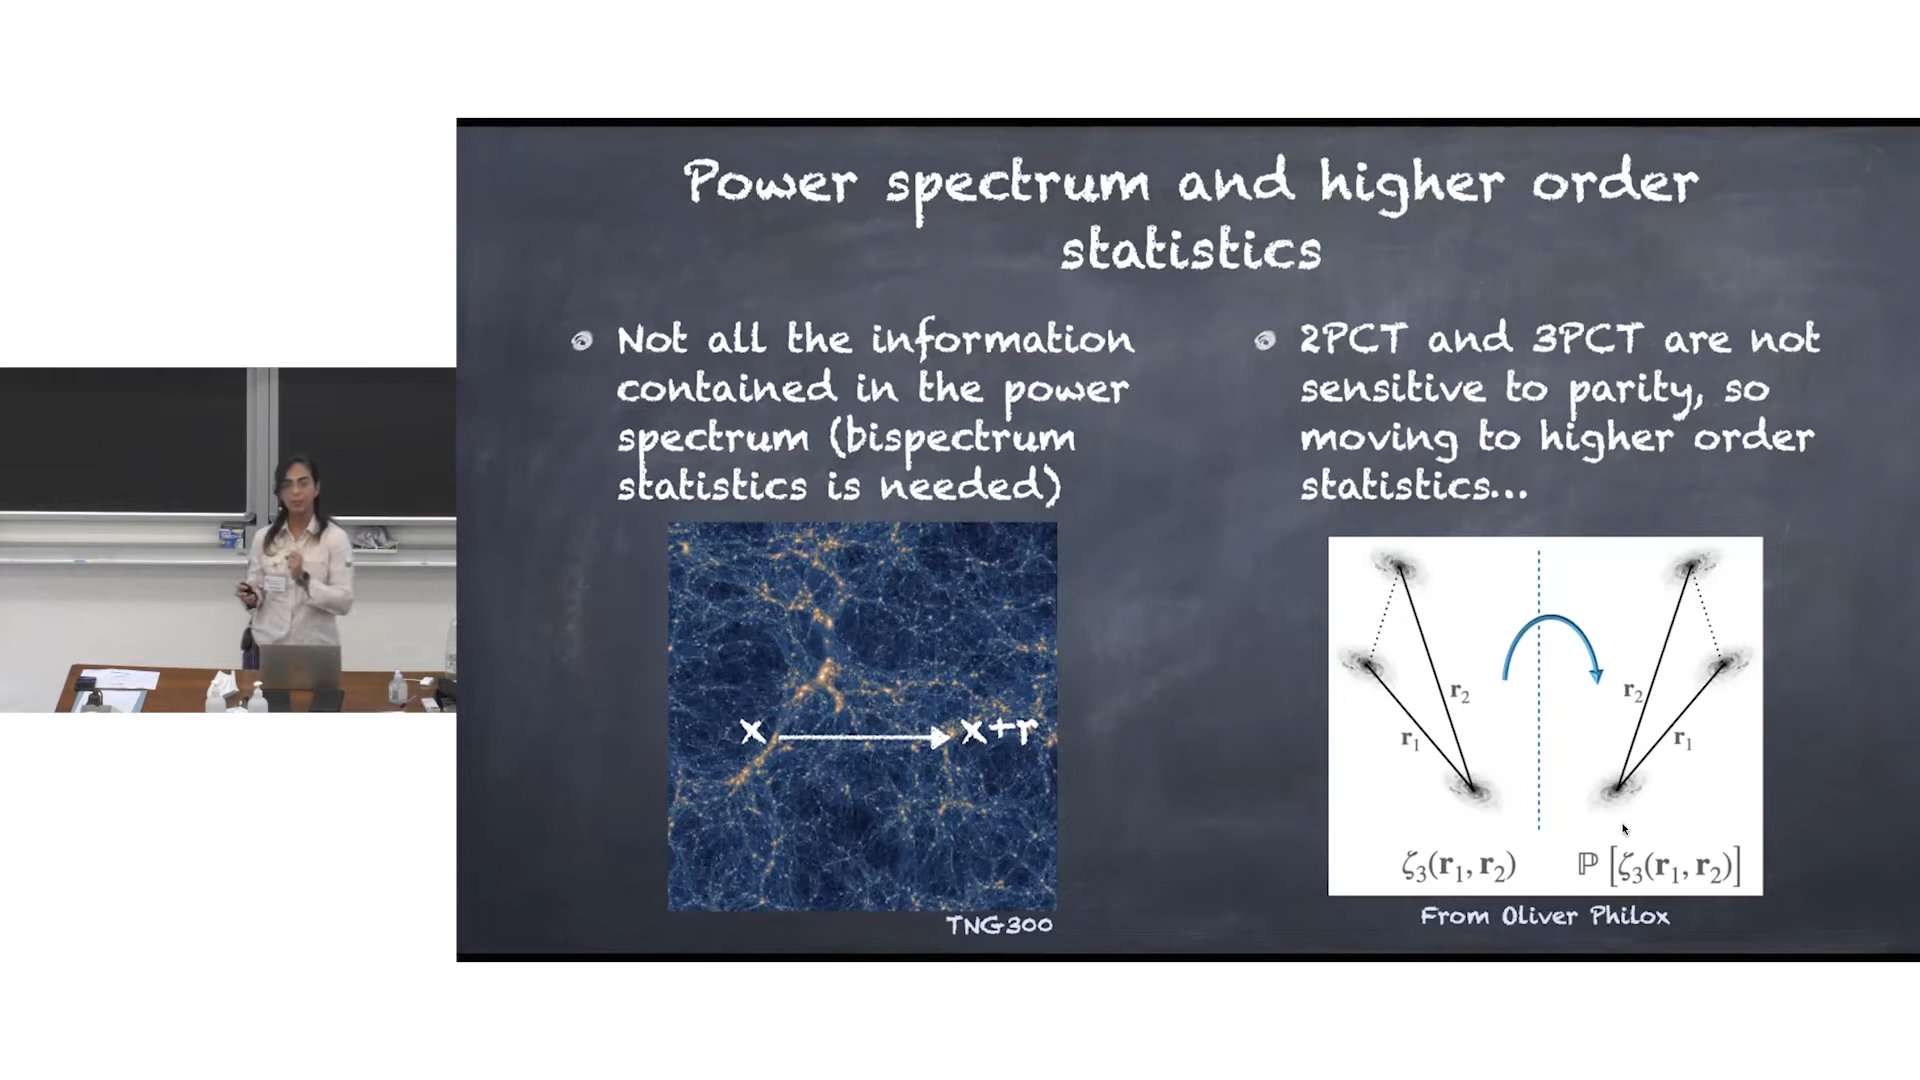 Power spectrum and higher order
statistics
Not all the information
contained in the power
spectrum (bispectrum
statistics is needed)
x
x+r
TNG300
2PCT and 3PCT are not
sensitive to parity, so
moving to higher order
statistics...
r₂
r₁
r₂
r₁
ζ₃(r₁, r₂)
ℙ [ζ₃(r₁, r₂)]
From Oliver Philox